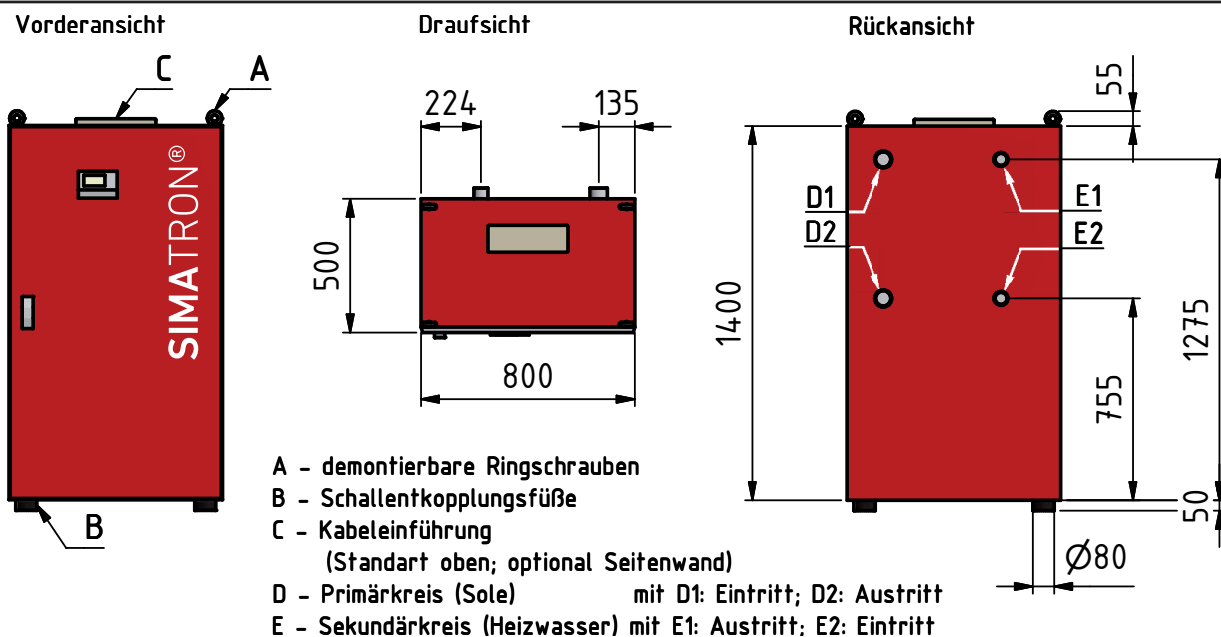 Vorderansicht
Draufsicht
Rückansicht
C
A
224
135
55
SIMATRON®
D1
E1
D2
E2
500
1400
1275
800
755
A - demontierbare Ringschrauben
B - Schallentkopplungsfüße
B
50
C - Kabeleinführung
(Standart oben; optional Seitenwand)
Ø80
D - Primärkreis (Sole) mit D1: Eintritt; D2: Austritt
E - Sekundärkreis (Heizwasser) mit E1: Austritt; E2: Eintritt